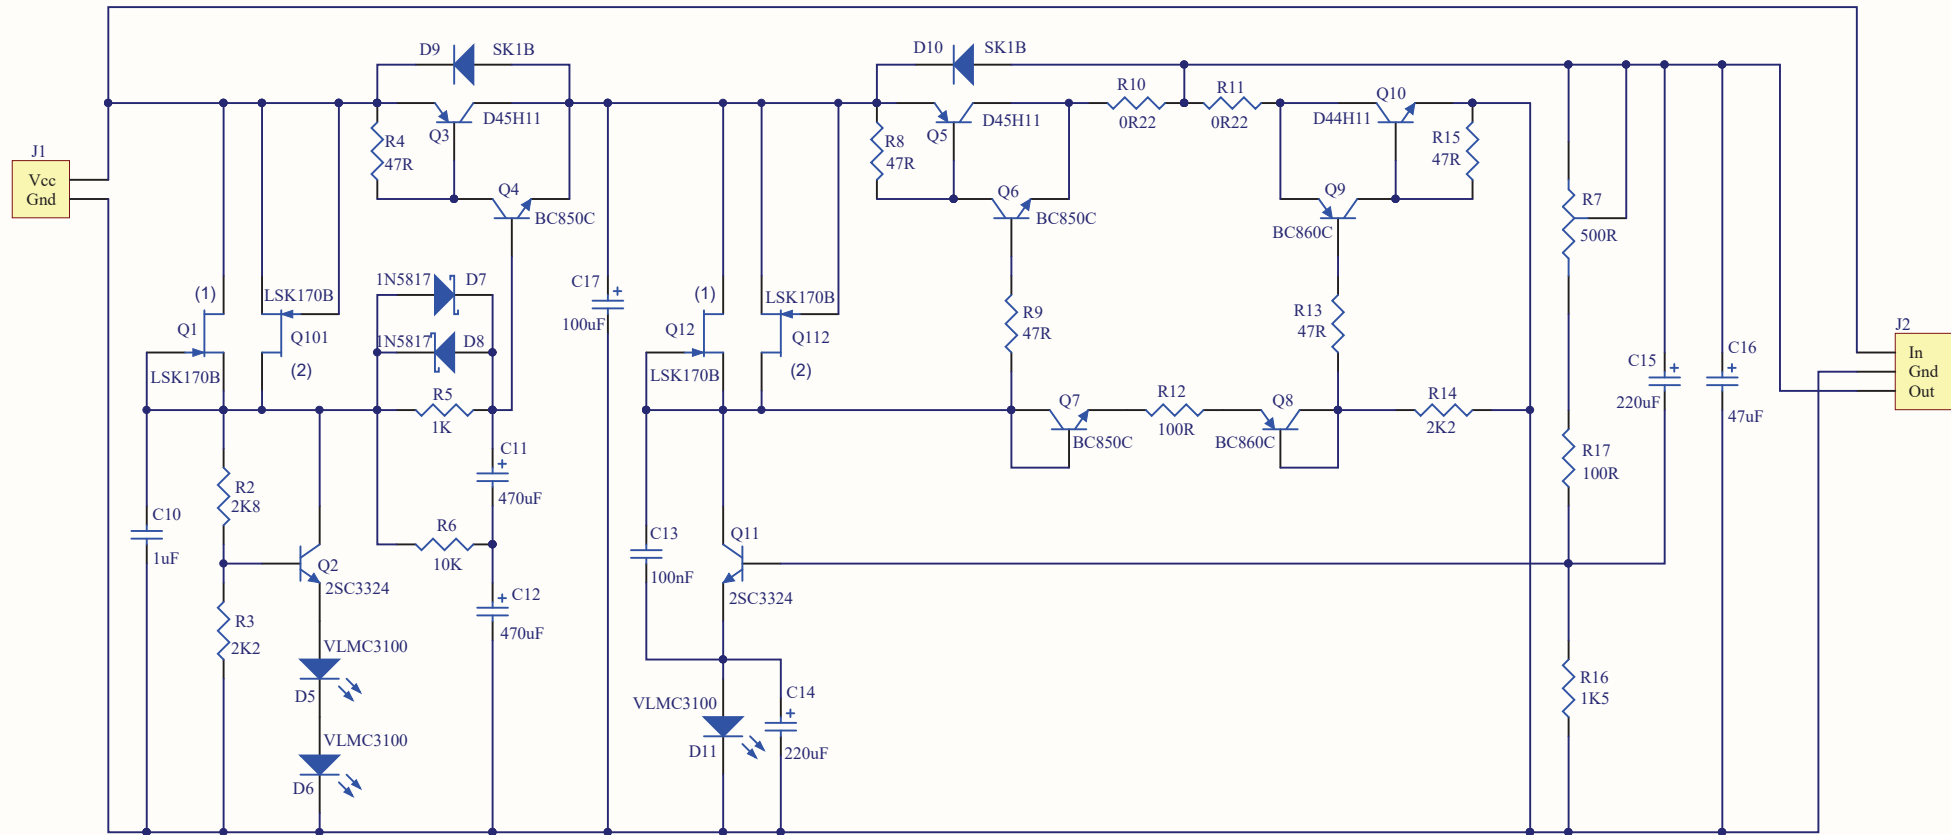 J1
Vcc
Gnd
D9
SK1B
R4
47R
Q3
D45H11
Q4
BC850C
(1)
Q1
LSK170B
LSK170B
Q101
(2)
1N5817
D7
1N5817
D8
R5
1K
C11
+
470uF
R6
10K
C12
+
470uF
C10
1uF
R2
2K8
R3
2K2
Q2
2SC3324
VLMC3100
D5
VLMC3100
D6
C17
+
100uF
(1)
Q12
LSK170B
LSK170B
Q112
(2)
C13
100nF
Q11
2SC3324
VLMC3100
D11
C14
+
220uF
D10
SK1B
R8
47R
Q5
D45H11
Q6
BC850C
R9
47R
R10
0R22
R11
0R22
Q10
D44H11
R15
47R
Q9
BC860C
R13
47R
Q7
BC850C
R12
100R
Q8
BC860C
R14
2K2
R7
500R
R17
100R
R16
1K5
C15
+
220uF
C16
+
47uF
J2
In
Gnd
Out